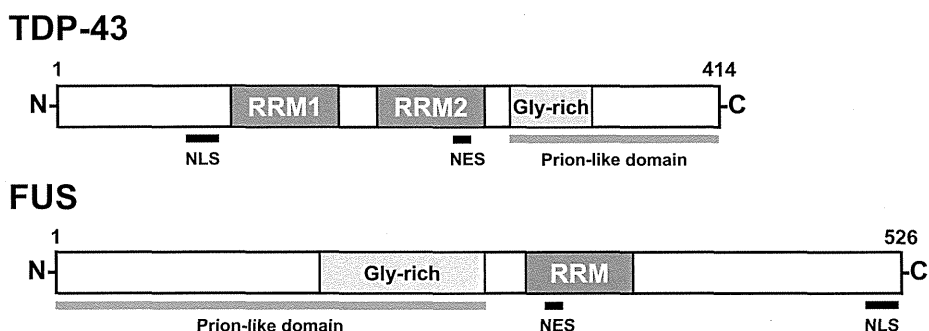 TDP-43
1 414
N- RRM1 RRM2 Gly-rich -C
NLS NES Prion-like domain
FUS
1 526
N- Gly-rich RRM -C
Prion-like domain NES NLS